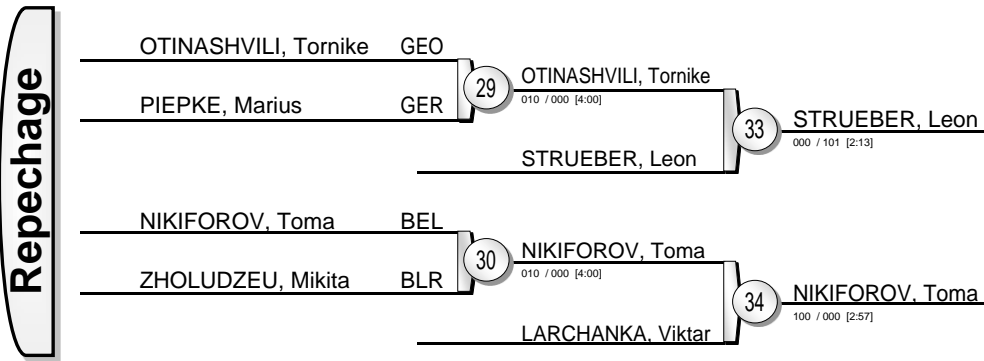 Repechage
OTINASHVILI, Tornike GEO
PIEPKE, Marius GER
29
OTINASHVILI, Tornike
010 / 000 [4:00]
STRUEBER, Leon
33
STRUEBER, Leon
000 / 101 [2:13]
NIKIFOROV, Toma BEL
ZHOLUDZEU, Mikita BLR
30
NIKIFOROV, Toma
010 / 000 [4:00]
LARCHANKA, Viktar
34
NIKIFOROV, Toma
100 / 000 [2:57]